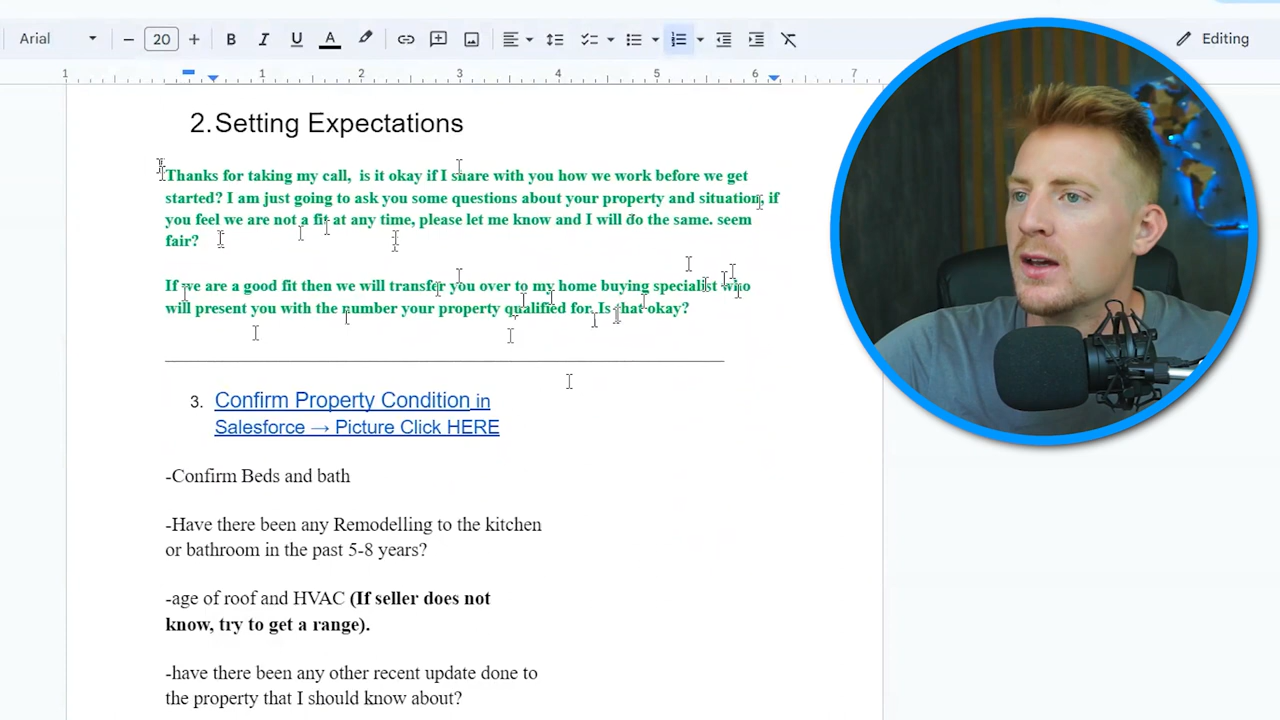 Arial
20
B I U A
Editing
1 1 2 3 4 5 6 7
2. Setting Expectations
Thanks for taking my call, is it okay if I share with you how we work before we get
started? I am just going to ask you some questions about your property and situation, if
you feel we are not a fit at any time, please let me know and I will do the same. seem
fair?
If we are a good fit then we will transfer you over to my home buying specialist who
will present you with the number your property qualified for. Is that okay?
3. Confirm Property Condition in
Salesforce → Picture Click HERE
-Confirm Beds and bath
-Have there been any Remodelling to the kitchen
or bathroom in the past 5-8 years?
-age of roof and HVAC (If seller does not
know, try to get a range).
-have there been any other recent update done to
the property that I should know about?